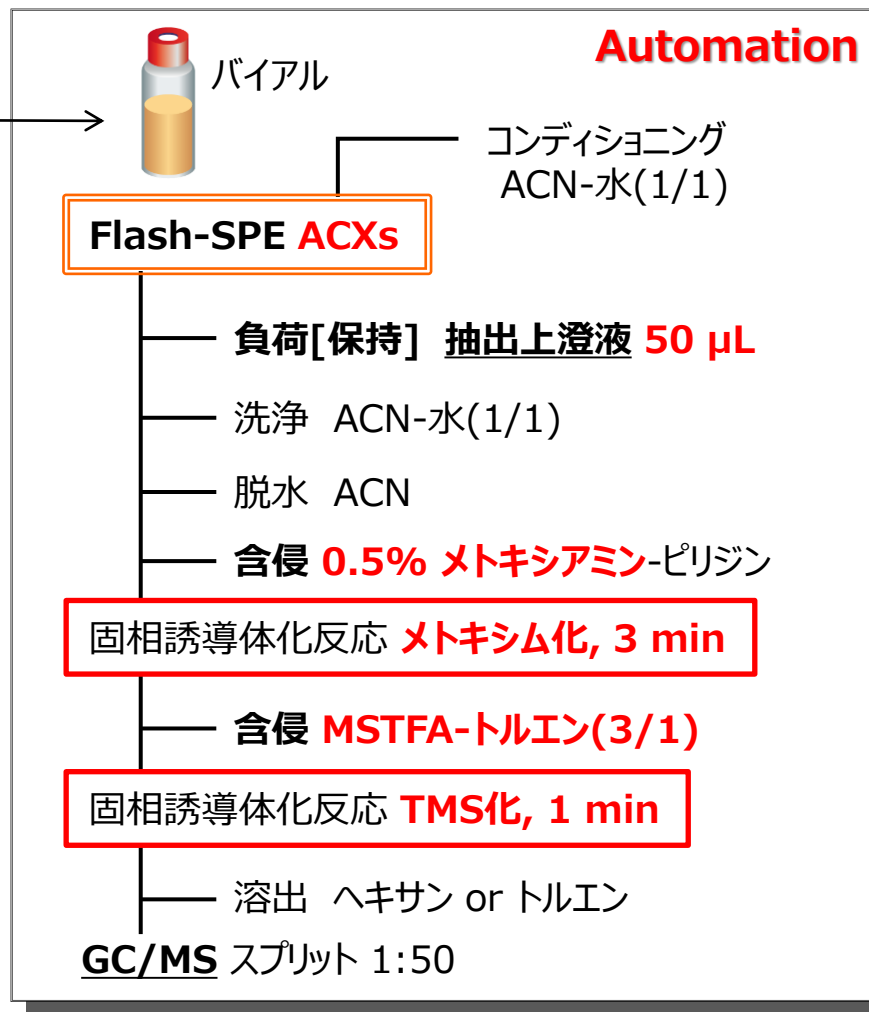 Automation
バイアル
コンディショニング
ACN-水(1/1)
Flash-SPE ACXs
負荷[保持] 抽出上澄液 50 μL
洗浄 ACN-水(1/1)
脱水 ACN
含侵 0.5% メトキシアミン-ピリジン
固相誘導体化反応 メトキシム化, 3 min
含侵 MSTFA-トルエン(3/1)
固相誘導体化反応 TMS化, 1 min
溶出 ヘキサン or トルエン
GC/MS スプリット 1:50